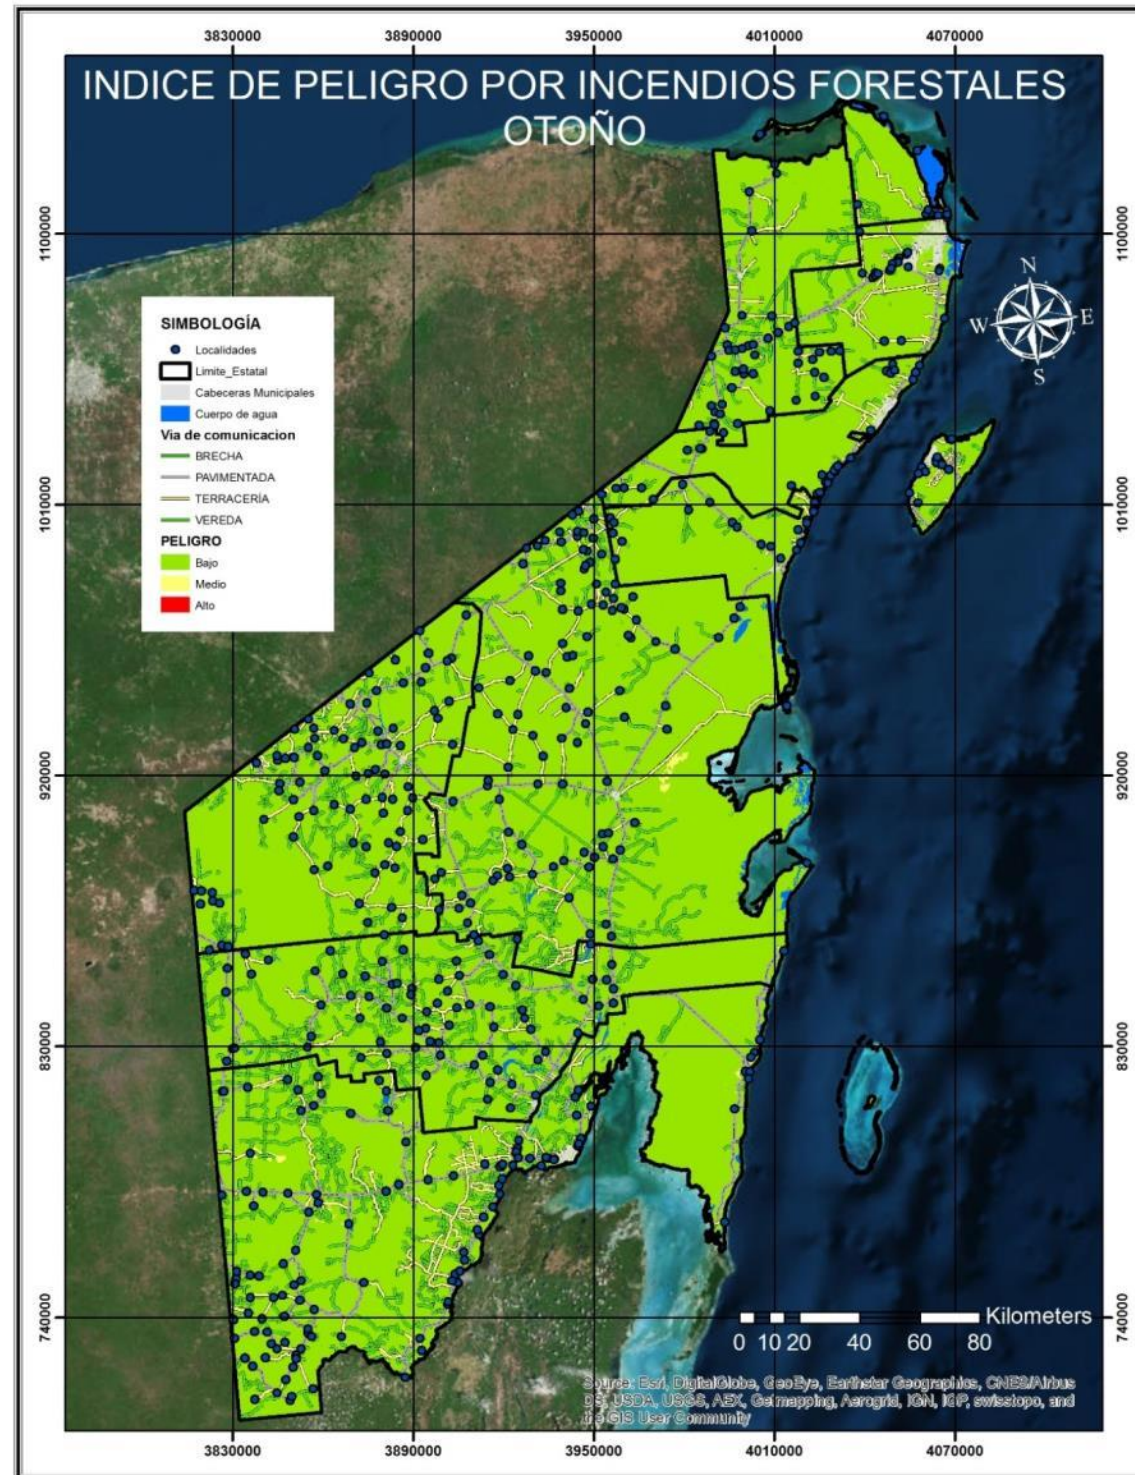 3830000 3890000 3950000 4010000 4070000
INDICE DE PELIGRO POR INCENDIOS FORESTALES
OTOÑO
1100000 1100000
N
W E
S
SIMBOLOGÍA
Localidades
Limite_Estatal
Cabeceras Municipales
Cuerpo de agua
Via de comunicacion
BRECHA
PAVIMENTADA
TERRACERÍA
VEREDA
PELIGRO
Bajo
Medio
Alto
1010000 1010000
920000 920000
830000 830000
740000 740000
Kilometers
0 10 20 40 60 80
Source: Esri, DigitalGlobe, GeoEye, Earthstar Geographics, CNES/Airbus
DS, USDA, USGS, AEX, Getmapping, Aerogrid, IGN, IGP, swisstopo, and
the GIS User Community
3830000 3890000 3950000 4010000 4070000